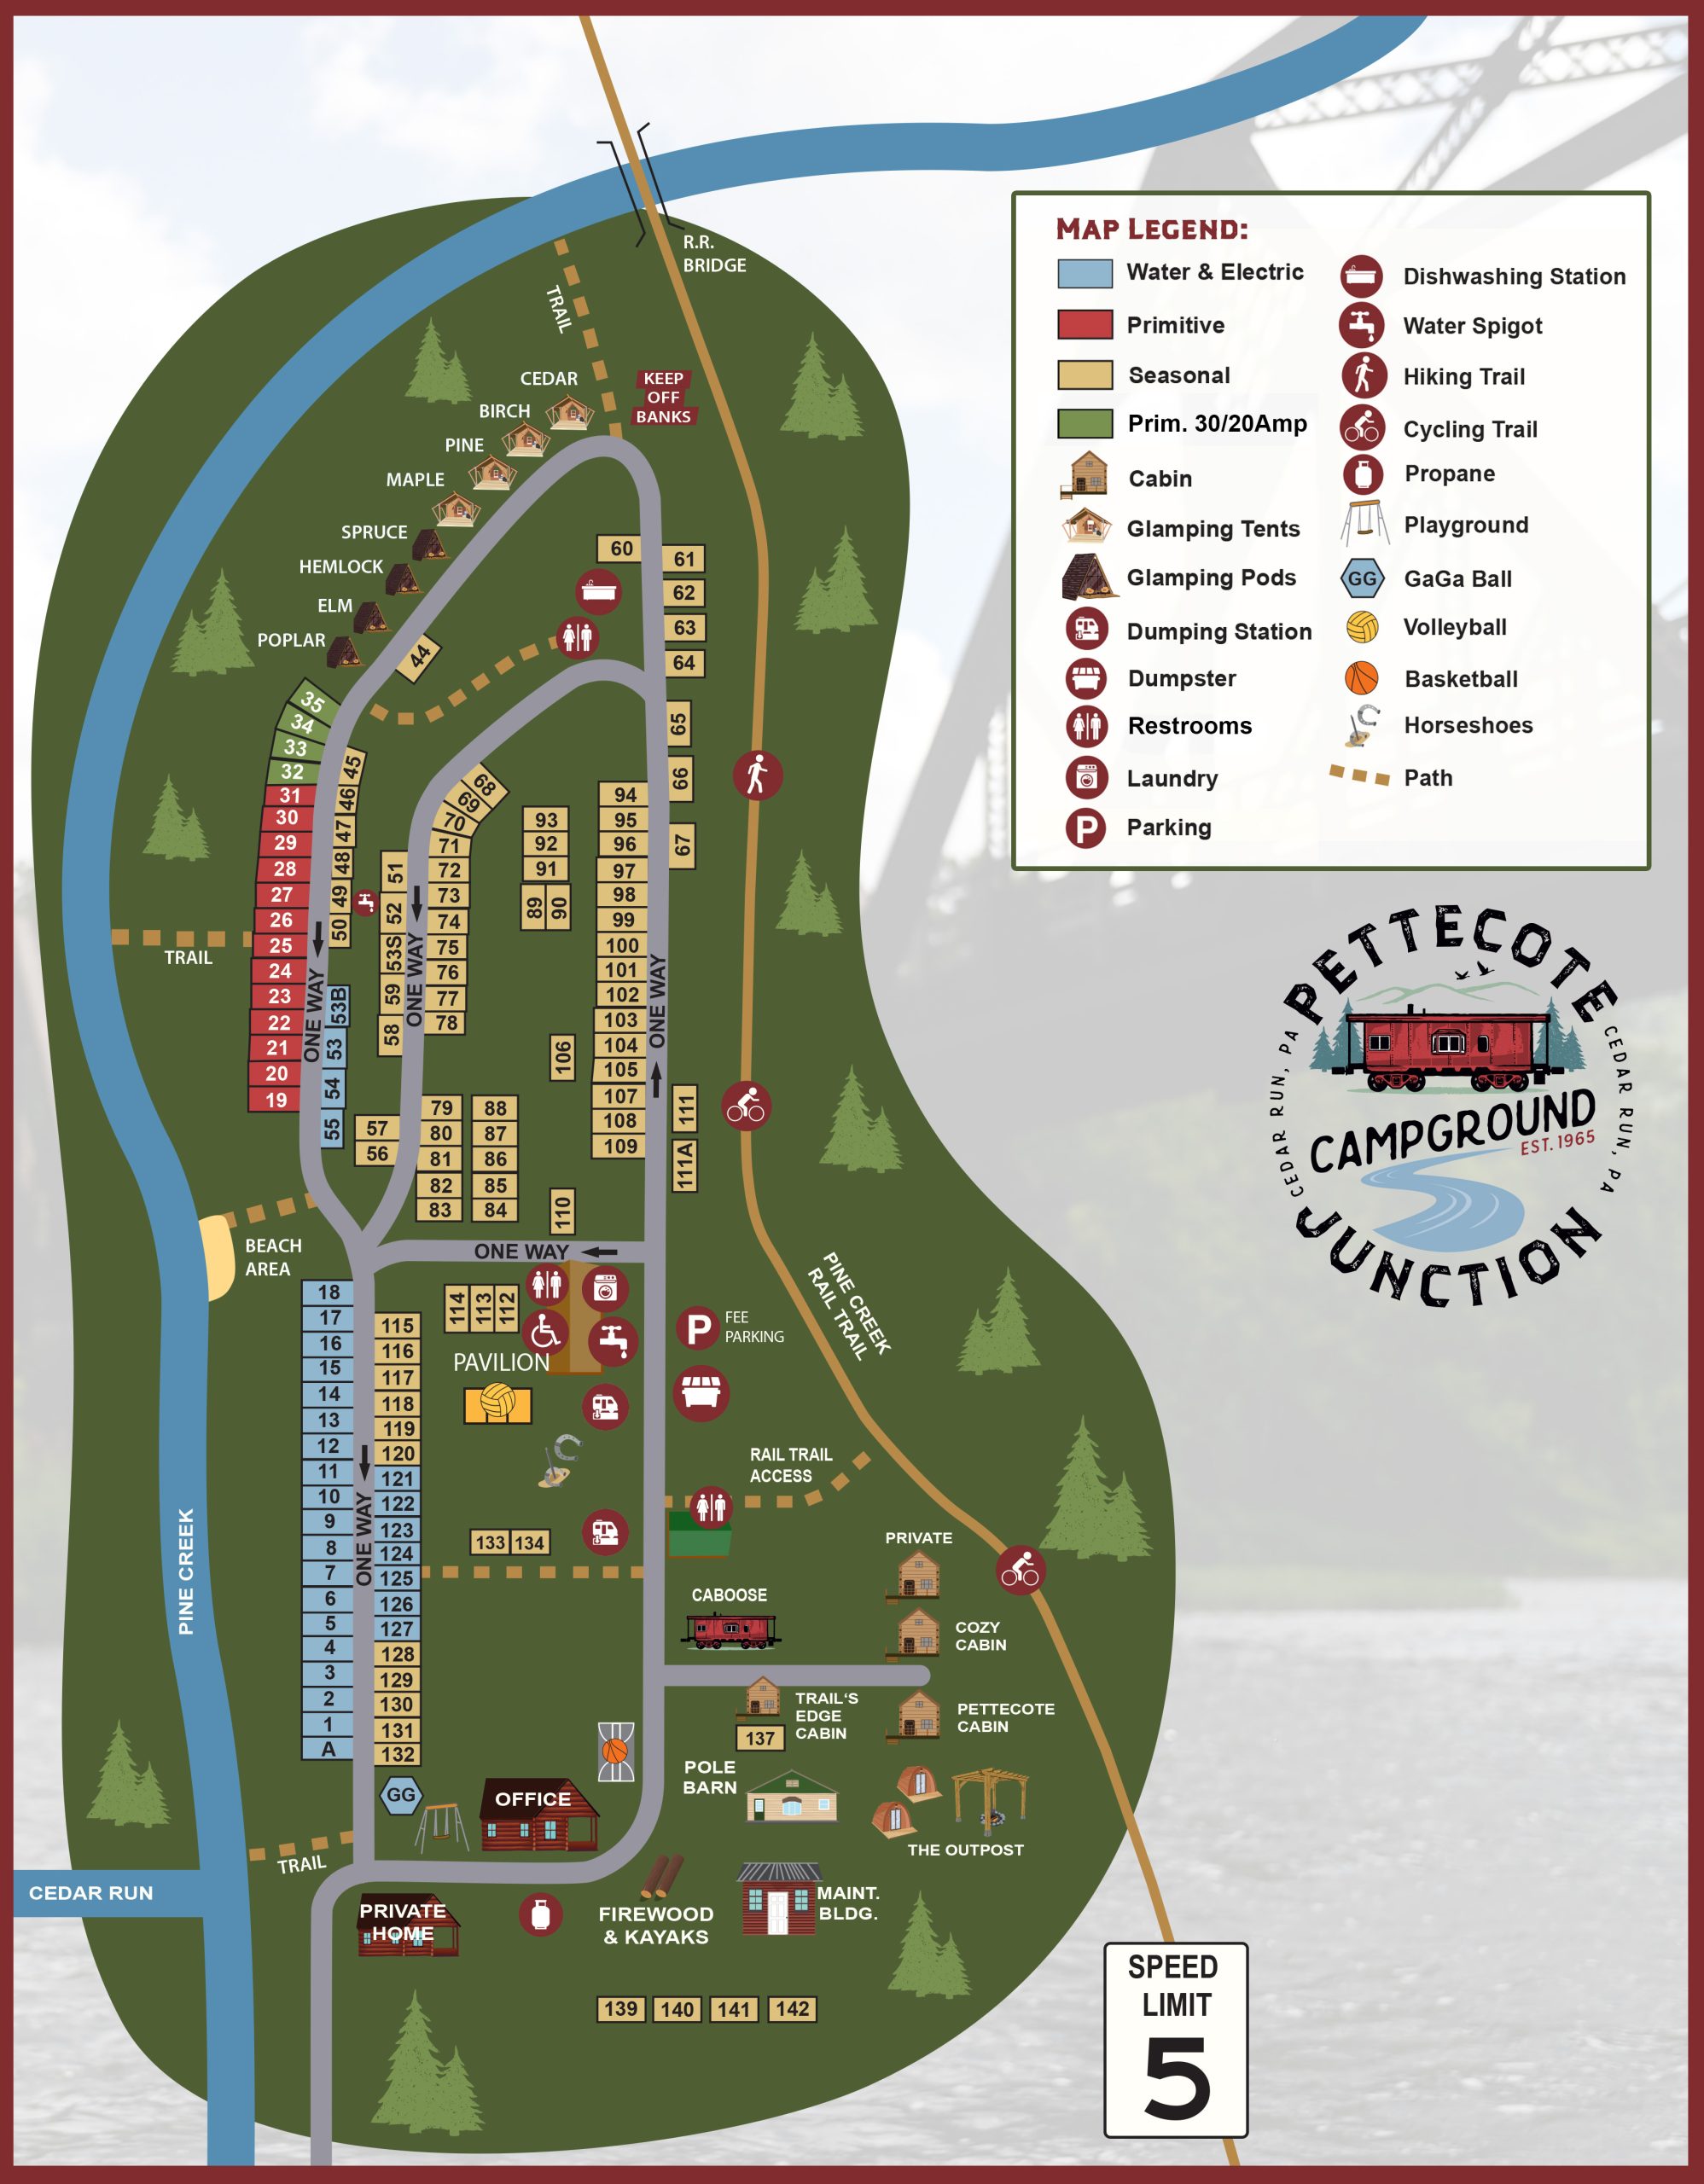 R.R.
BRIDGE
TRAIL
CEDAR
KEEP
OFF
BANKS
BIRCH
PINE
MAPLE
SPRUCE
HEMLOCK
ELM
POPLAR
MAP LEGEND:
Water & Electric
Primitive
Seasonal
Prim. 30/20Amp
Cabin
Glamping Tents
Glamping Pods
Dumping Station
Dumpster
Restrooms
Laundry
P Parking
Dishwashing Station
Water Spigot
Hiking Trail
Cycling Trail
Propane
Playground
GG GaGa Ball
Volleyball
Basketball
Horseshoes
Path
60
61
62
63
64
65
66
67
44
35
34
33
32
31
30
29
28
27
26
25
24
23
22
21
20
19
45
46
47
48
49
50
53B
53
54
55
51
52
53S
59
58
57
56
68
69
70
71
72
73
74
75
76
77
78
79
80
81
82
83
88
87
86
85
84
93
92
91
89
90
106
110
94
95
96
97
98
99
100
101
102
103
104
105
107
108
109
111
111A
TRAIL
ONE WAY
ONE WAY
ONE WAY
ONE WAY
BEACH
AREA
PETTECOTE
JUNCTION
CAMPGROUND
EST. 1965
CEDAR RUN, PA
CEDAR RUN, PA
PINE CREEK
RAIL TRAIL
18
17
16
15
14
13
12
11
10
9
8
7
6
5
4
3
2
1
A
115
116
117
118
119
120
121
122
123
124
125
126
127
128
129
130
131
132
ONE WAY
114
113
112
PAVILION
P
FEE
PARKING
RAIL TRAIL
ACCESS
133
134
PINE CREEK
PRIVATE
CABOOSE
COZY
CABIN
TRAIL'S
EDGE
CABIN
137
PETTECOTE
CABIN
POLE
BARN
THE OUTPOST
GG
OFFICE
TRAIL
CEDAR RUN
PRIVATE
HOME
FIREWOOD
& KAYAKS
MAINT.
BLDG.
139
140
141
142
SPEED
LIMIT
5